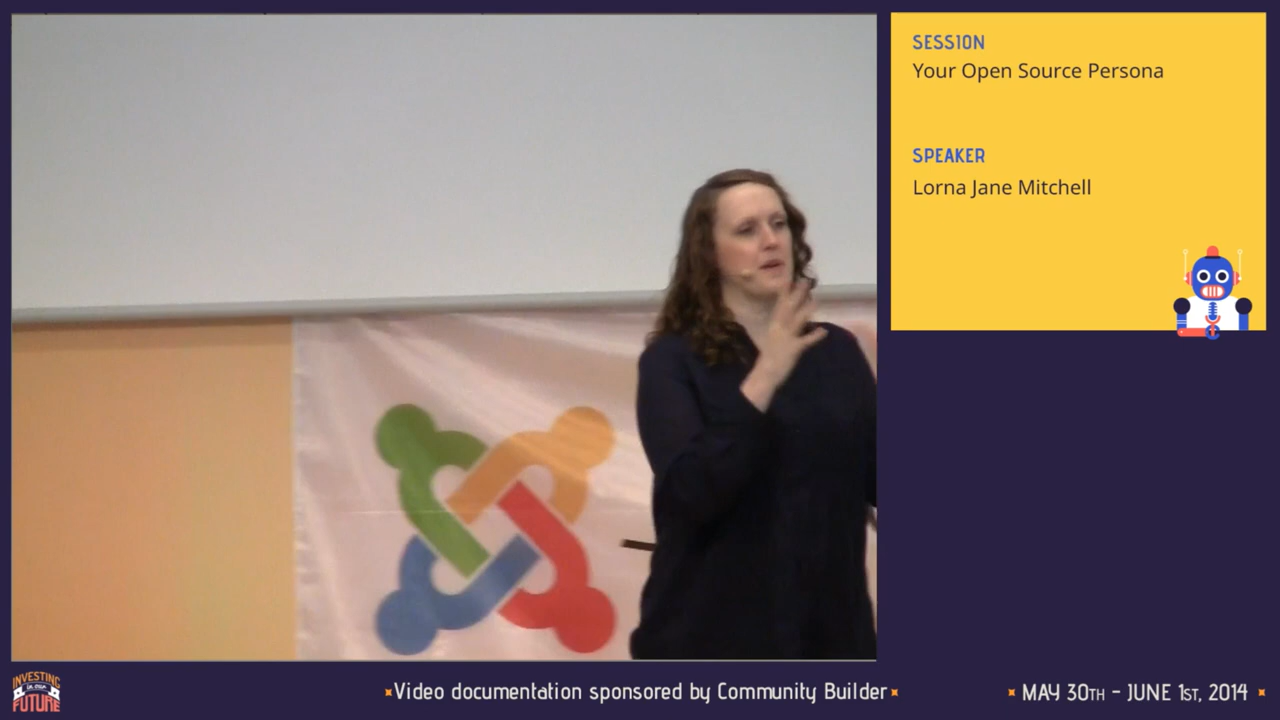 SESSION
Your Open Source Persona
SPEAKER
Lorna Jane Mitchell
INVESTING
in our
FUTURE
Video documentation sponsored by Community Builder
MAY 30TH - JUNE 1ST, 2014